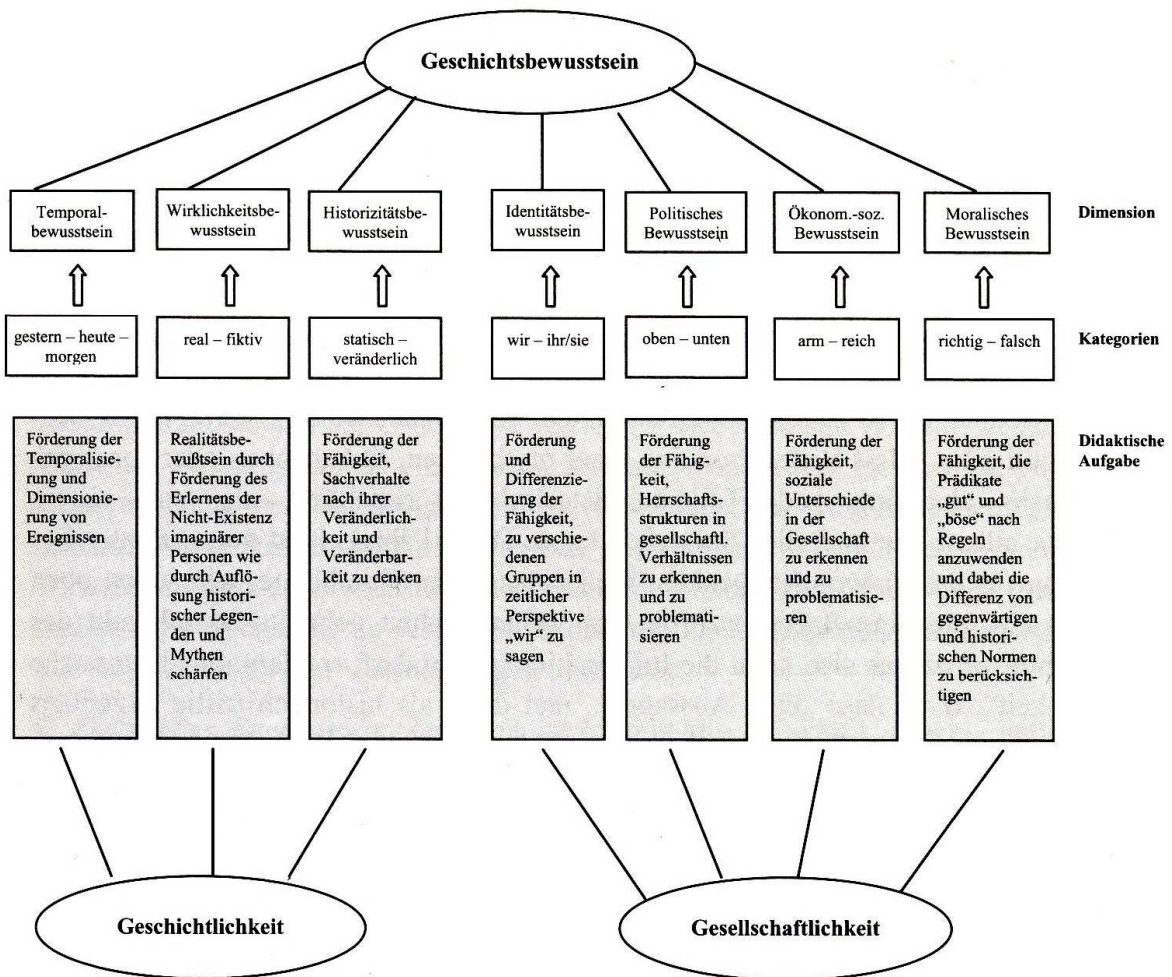 Geschichtsbewusstsein
Temporal-
bewusstsein
Wirklichkeitsbe-
wusstsein
Historizitätsbe-
wusstsein
Identitätsbe-
wusstsein
Politisches
Bewusstsein
Ökonom.-soz.
Bewusstsein
Moralisches
Bewusstsein
Dimension
gestern – heute –
morgen
real – fiktiv
statisch –
veränderlich
wir – ihr/sie
oben – unten
arm – reich
richtig – falsch
Kategorien
Förderung der
Temporalisie-
rung und
Dimensionie-
rung von
Ereignissen
Realitätsbe-
wußtsein durch
Förderung des
Erlernens der
Nicht-Existenz
imaginärer
Personen wie
durch Auflö-
sung histori-
scher Legen-
den und
Mythen
schärfen
Förderung der
Fähigkeit,
Sachverhalte
nach ihrer
Veränderlich-
keit und
Veränderbar-
keit zu denken
Förderung
und
Differenzie-
rung der
Fähigkeit,
zu verschie-
denen
Gruppen in
zeitlicher
Perspektive
„wir“ zu
sagen
Förderung
der Fähig-
keit,
Herrschafts-
strukturen in
gesellschaftl.
Verhältnissen
zu erkennen
und zu
problemati-
sieren
Förderung der
Fähigkeit,
soziale
Unterschiede
in der
Gesellschaft
zu erkennen
und zu
problematisie-
ren
Förderung der
Fähigkeit, die
Prädikate
„gut“ und
„böse“ nach
Regeln
anzuwenden
und dabei die
Differenz von
gegenwärtigen
und histori-
schen Normen
zu berücksich-
tigen
Didaktische
Aufgabe
Geschichtlichkeit
Gesellschaftlichkeit